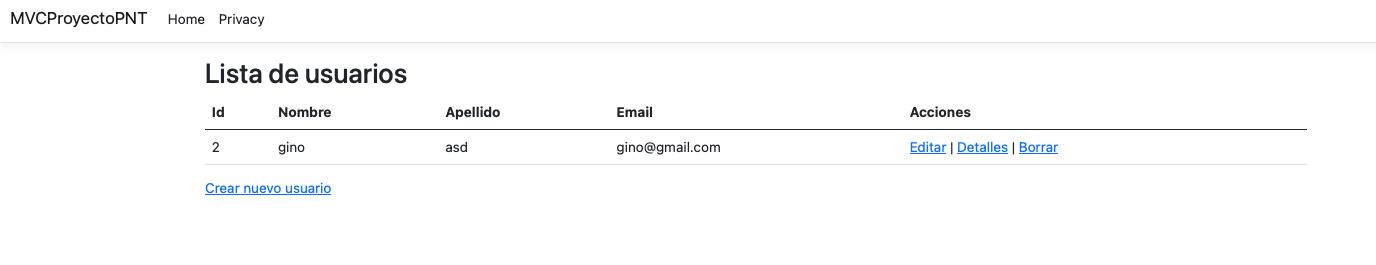 MVCProyectoPNT Home Privacy
Lista de usuarios
Id Nombre Apellido Email Acciones
2 gino asd gino@gmail.com Editar | Detalles | Borrar
Crear nuevo usuario